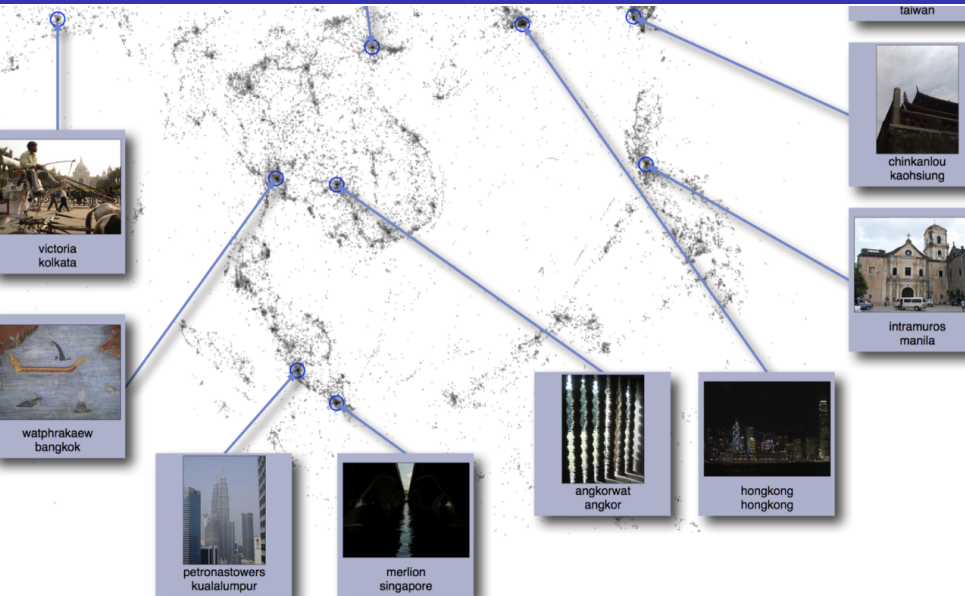 taiwan
chinkanlou
kaohsiung
victoria
kolkata
intramuros
manila
watphrakaew
bangkok
angkorwat
angkor
hongkong
hongkong
petronastowers
kualalumpur
merlion
singapore